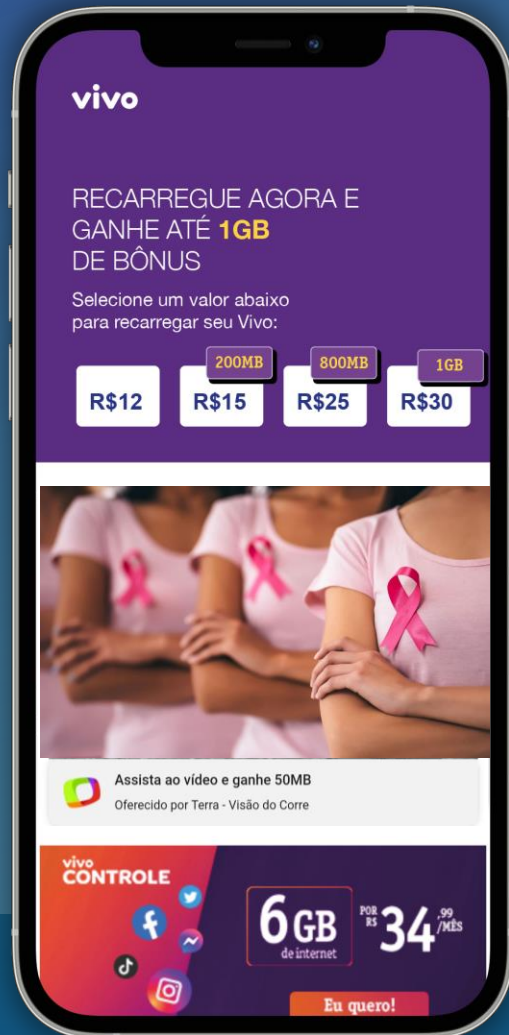 vivo
RECARREGUE AGORA E
GANHE ATÉ 1GB
DE BÔNUS
Selecione um valor abaixo
para recarregar seu Vivo:
200MB
800MB
1GB
R$12
R$15
R$25
R$30
Assista ao vídeo e ganhe 50MB
Oferecido por Terra - Visão do Corre
vivo
CONTROLE
6GB
de internet
POR
R$
34
,99
/MÊS
Eu quero!